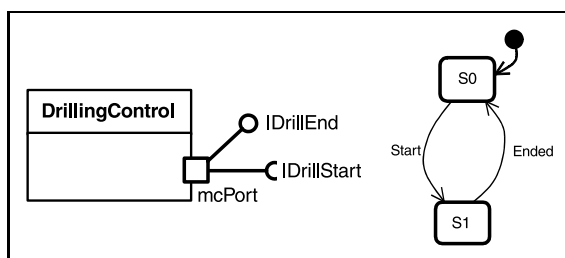 DrillingControl
IDrillEnd
IDrillStart
mcPort
S0
Start
Ended
S1